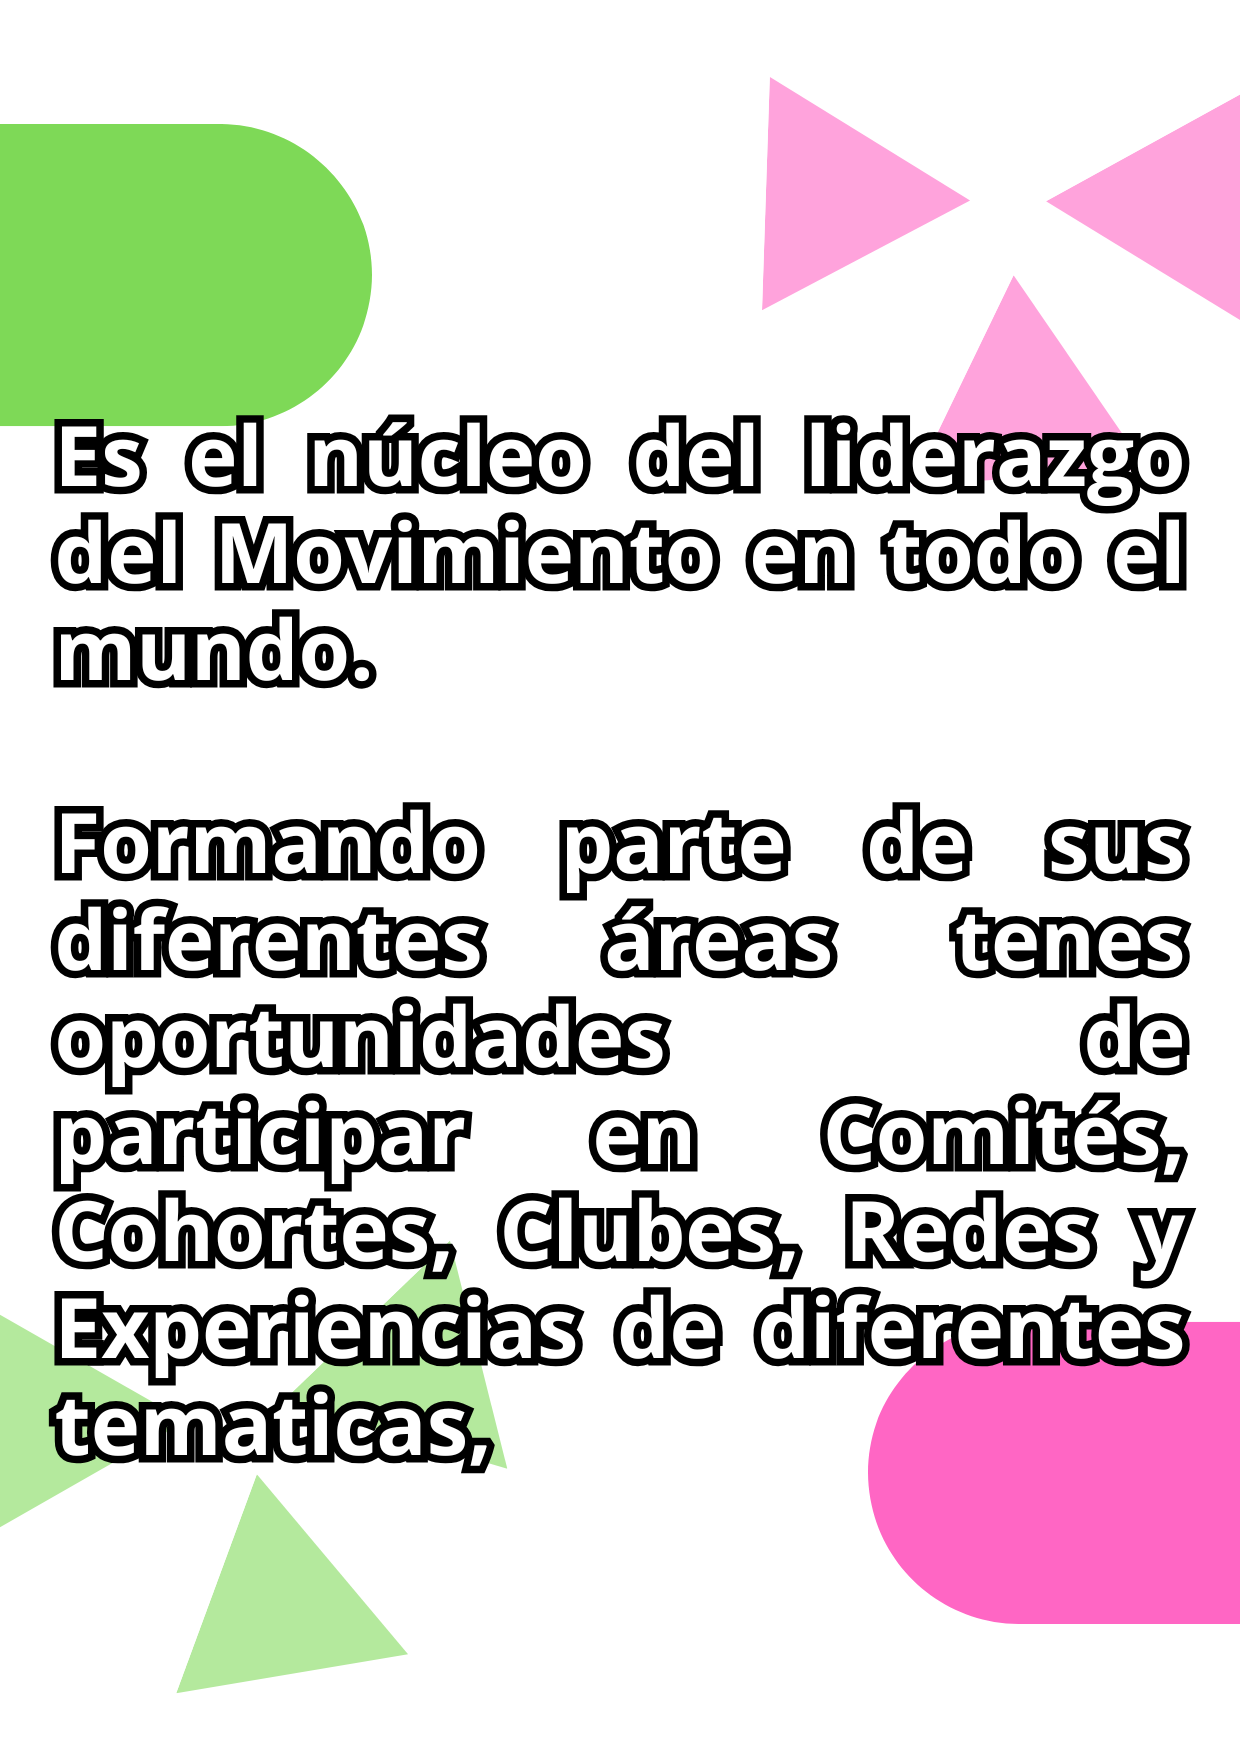 Es el núcleo del liderazgo
del Movimiento en todo el
mundo.
Formando parte de sus
diferentes áreas tenes
oportunidades de
participar en Comités,
Cohortes, Clubes, Redes y
Experiencias de diferentes
tematicas,